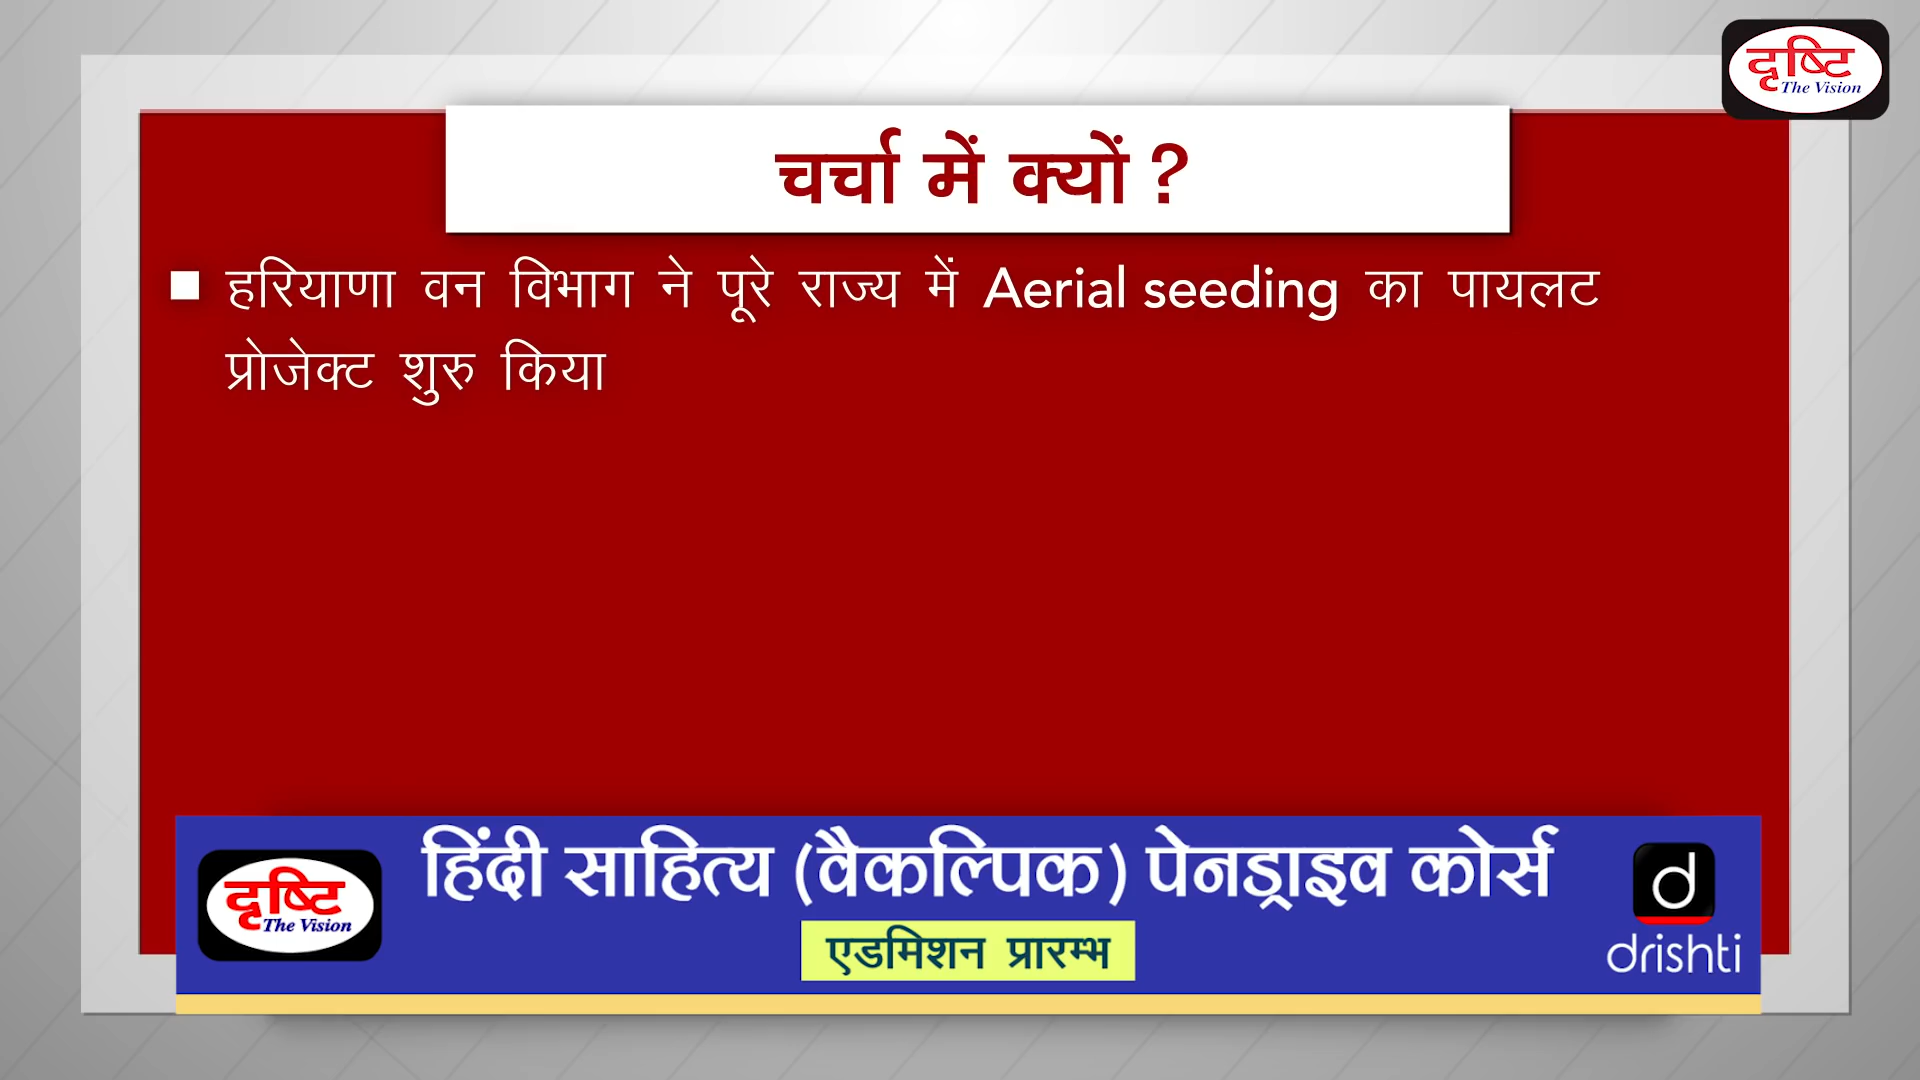 दृष्टि
The Vision
चर्चा में क्यों ?
हरियाणा वन विभाग ने पूरे राज्य में Aerial seeding का पायलट
प्रोजेक्ट शुरु किया
दृष्टि
The Vision
हिंदी साहित्य (वैकल्पिक) पेनड्राइव कोर्स
एडमिशन प्रारम्भ
d
drishti